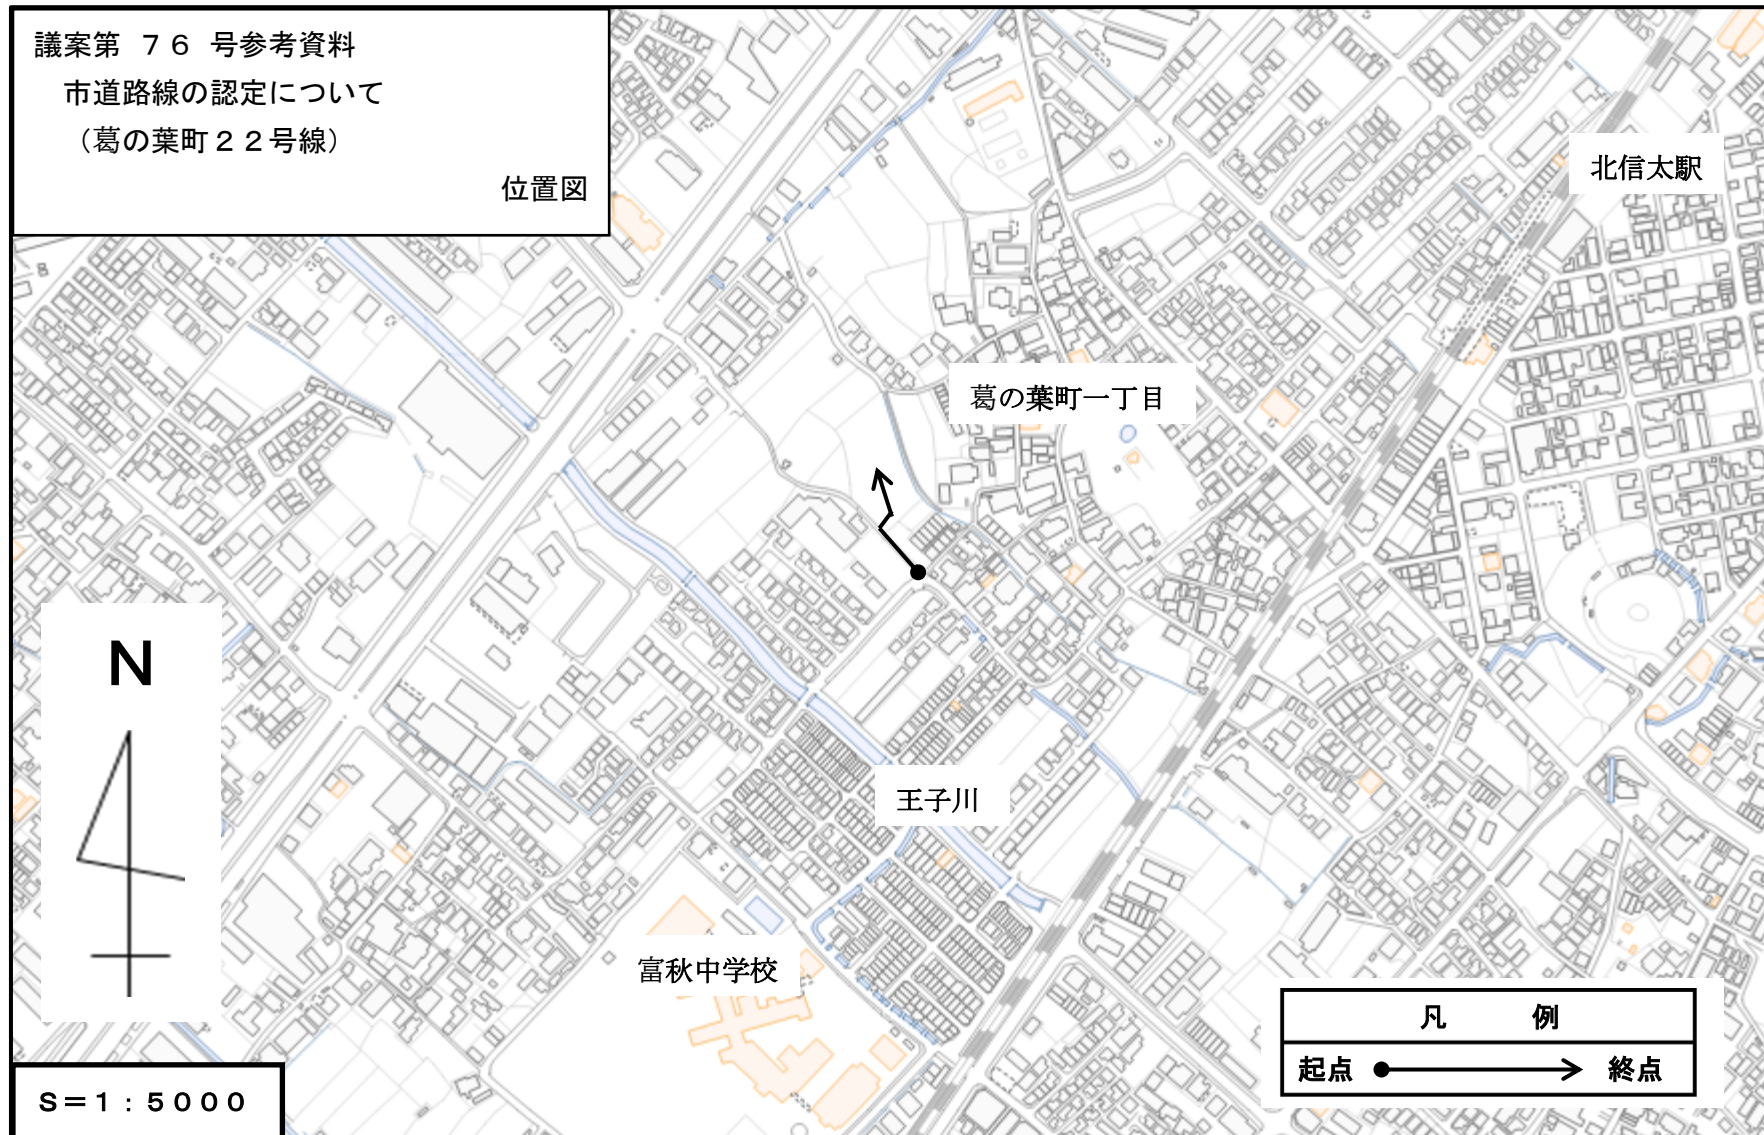 議案第 ７６ 号参考資料
市道路線の認定について
（葛の葉町２２号線）
位置図
北信太駅
葛の葉町一丁目
N
王子川
富秋中学校
凡 例
起点 終点
Ｓ＝１：５０００